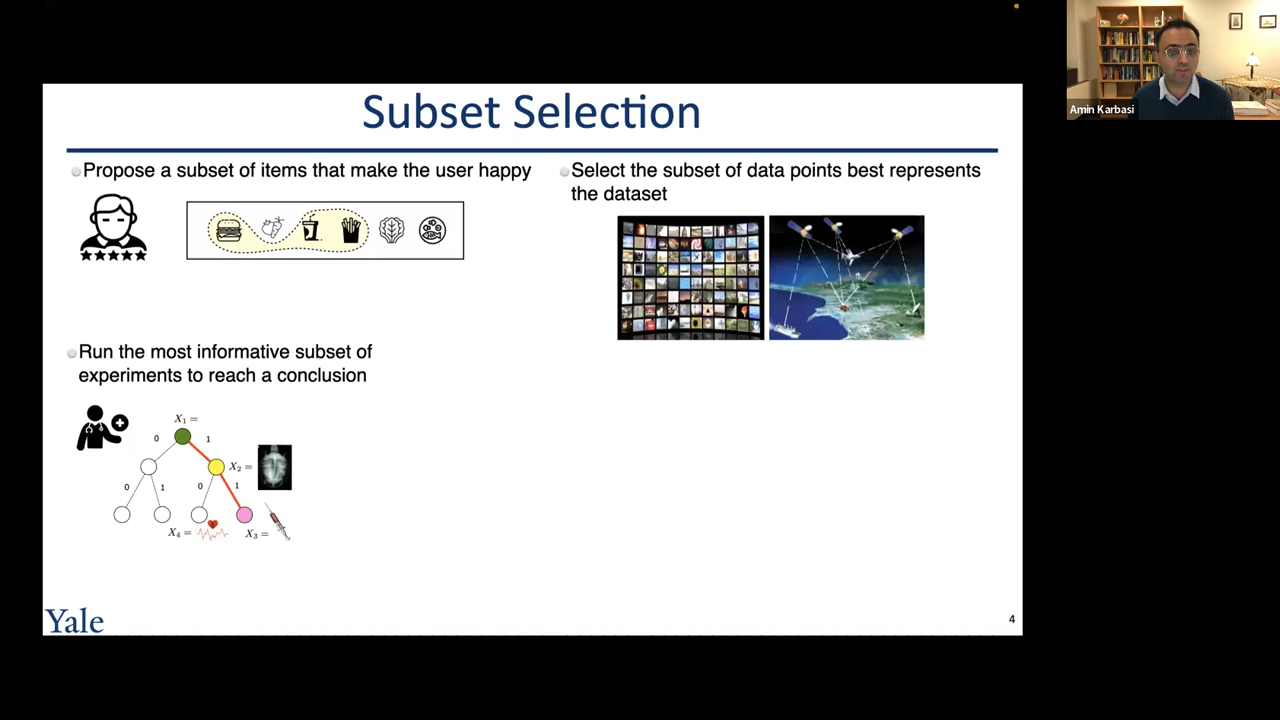 Amin Karbasi
Subset Selection
Propose a subset of items that make the user happy
Select the subset of data points best represents
the dataset
Run the most informative subset of
experiments to reach a conclusion
X₁ =
0
1
X₂ =
0
1
0
1
X₄ =
X₃ =
Yale
4